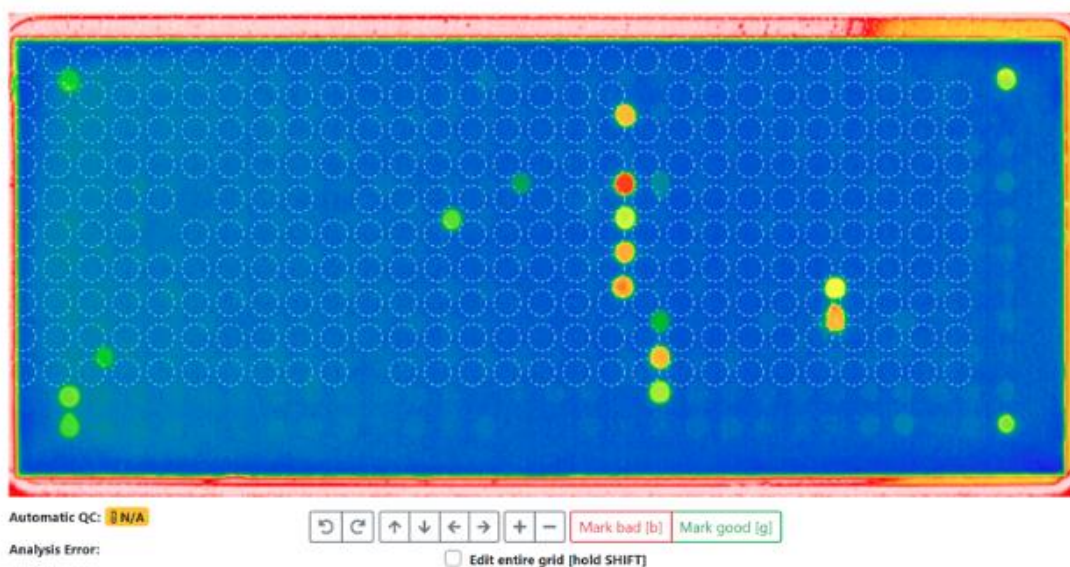 Automatic QC: N/A
Mark bad [b] Mark good [g]
Analysis Error:
Edit entire grid [hold SHIFT]